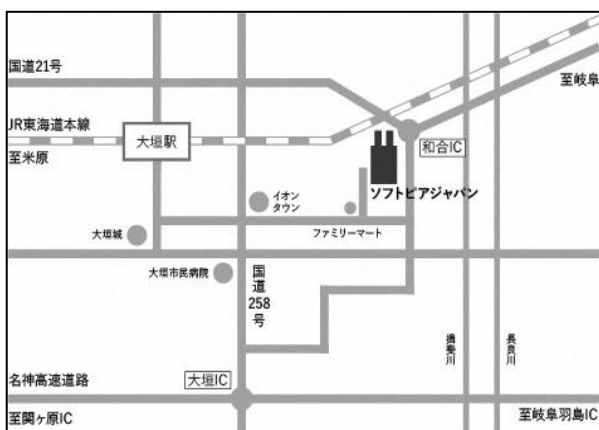 国道21号
至岐阜
JR東海道本線
大垣駅
和合IC
至米原
ソフトピアジャパン
イオン
タウン
大垣城
ファミリーマート
大垣市民病院
国道258号
揖斐川
長良川
名神高速道路
大垣IC
至関ヶ原IC
至岐阜羽島IC